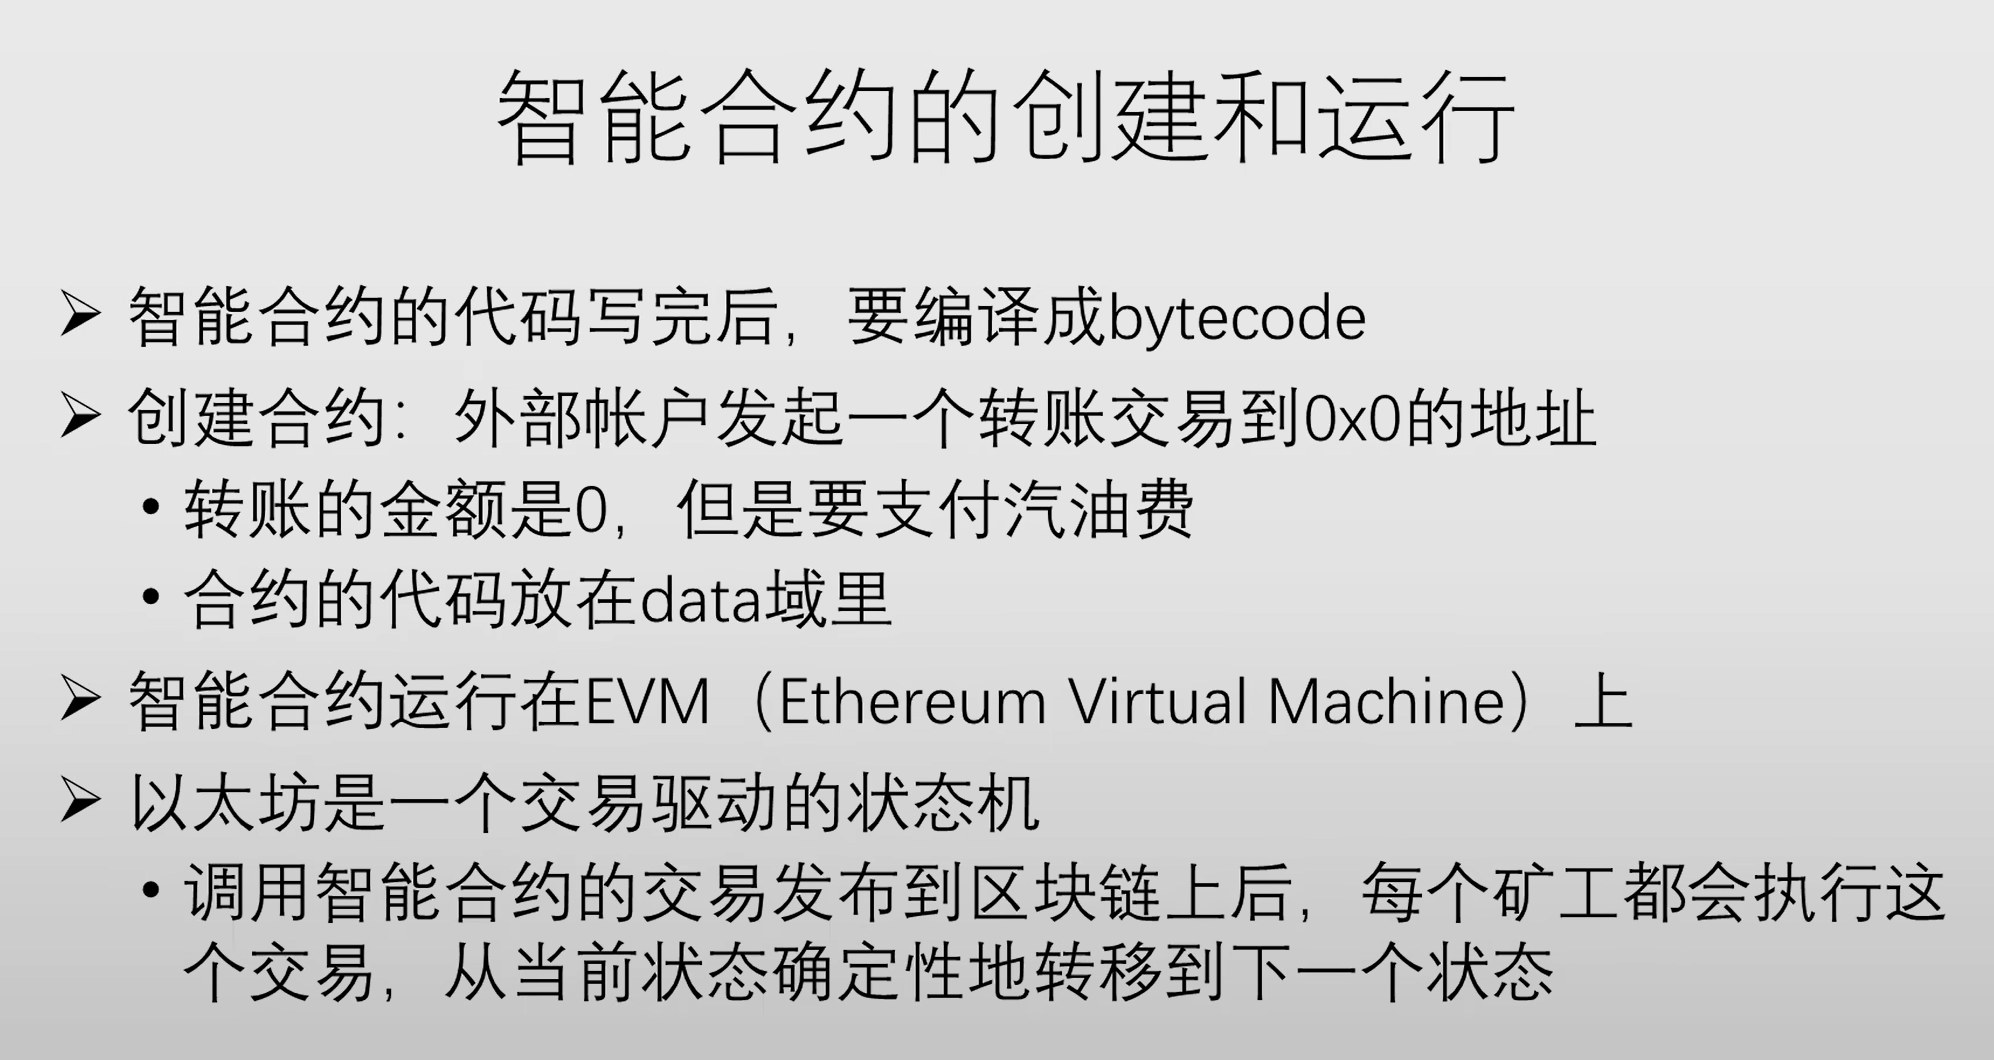 智能合约的创建和运行
智能合约的代码写完后，要编译成bytecode
创建合约：外部帐户发起一个转账交易到0x0的地址
转账的金额是0，但是要支付汽油费
合约的代码放在data域里
智能合约运行在EVM（Ethereum Virtual Machine）上
以太坊是一个交易驱动的状态机
调用智能合约的交易发布到区块链上后，每个矿工都会执行这
个交易，从当前状态确定性地转移到下一个状态